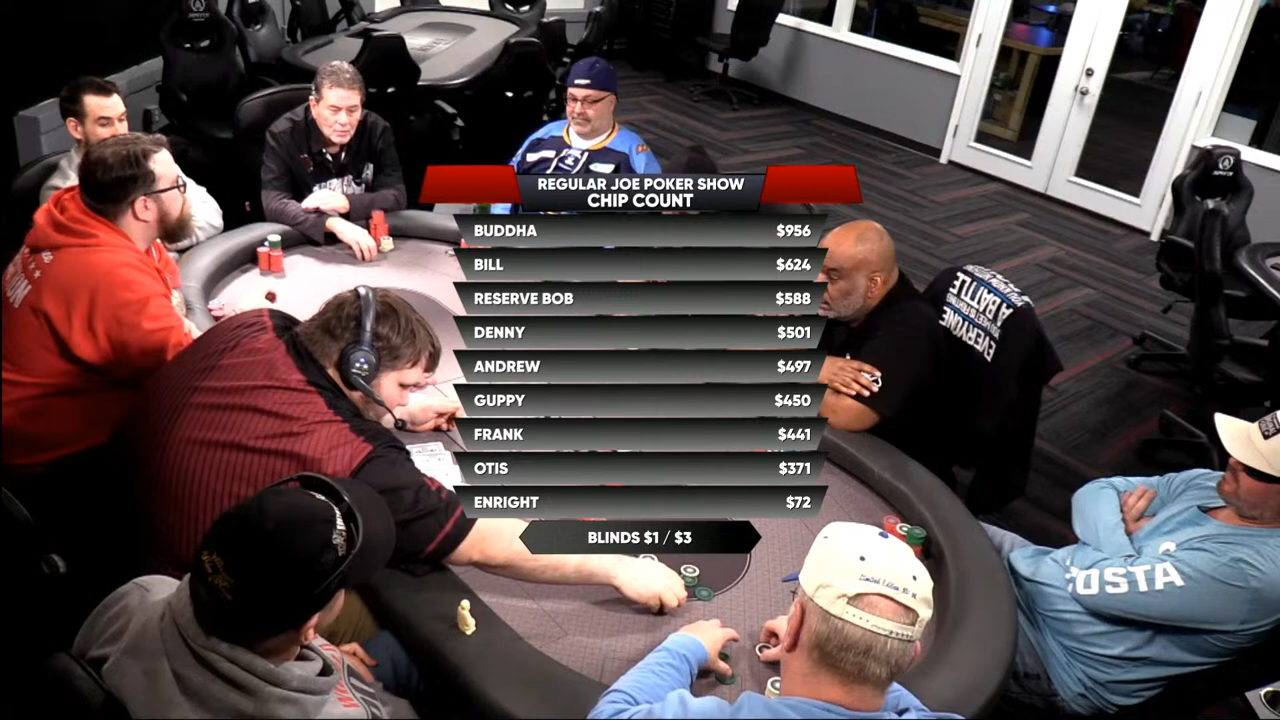 REGULAR JOE POKER SHOW
CHIP COUNT
BUDDHA $956
BILL $624
RESERVE BOB $588
DENNY $501
ANDREW $497
GUPPY $450
FRANK $441
OTIS $371
ENRIGHT $72
BLINDS $1 / $3
EVERYONE
A BATTLE
OSTA